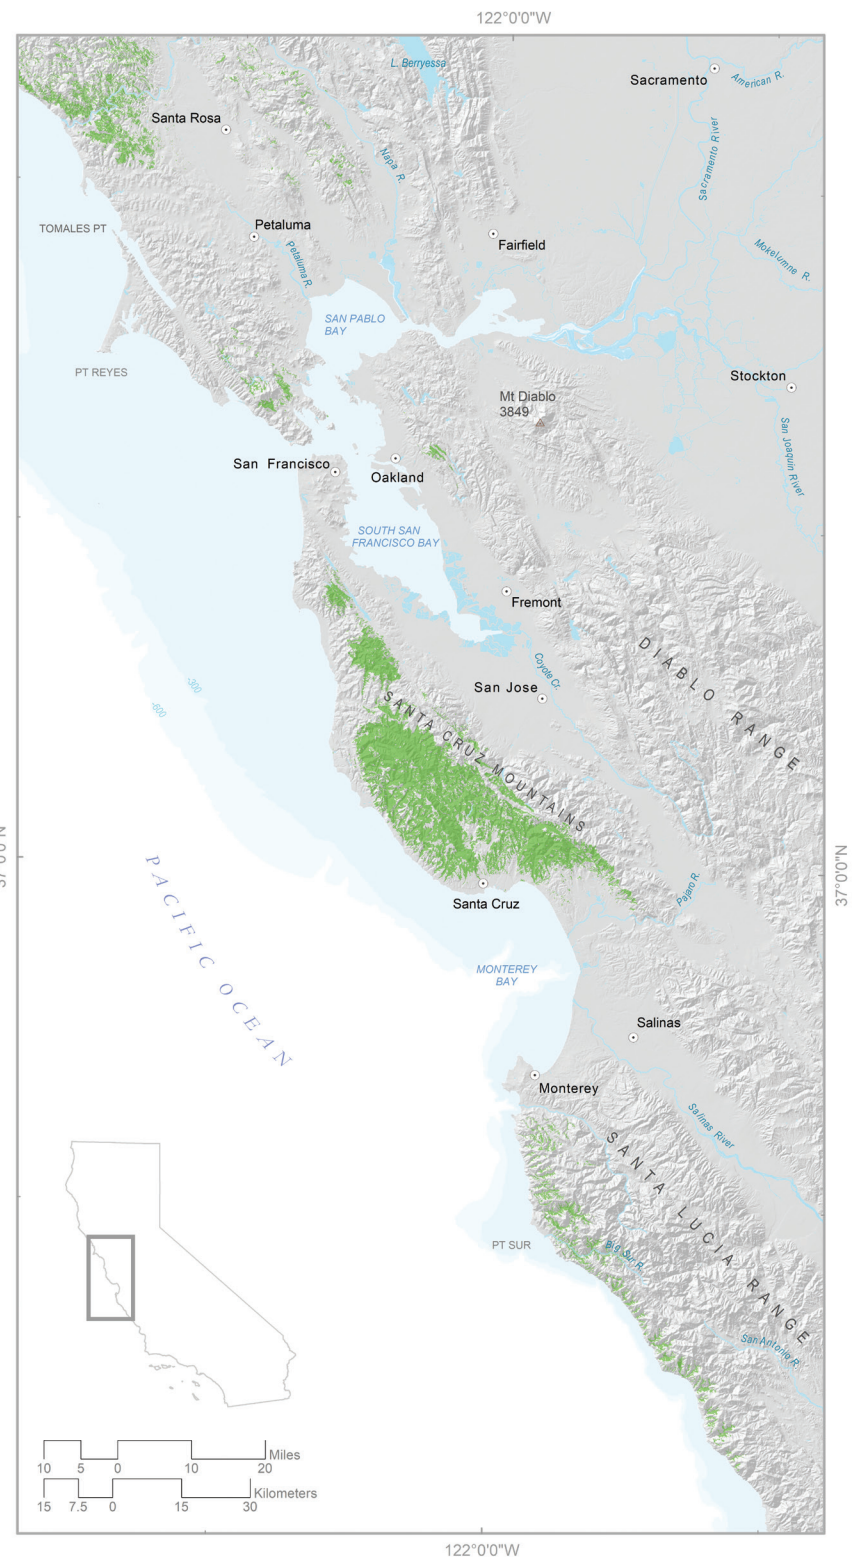 122°0'0"W
L. Berryessa
Sacramento
American R.
Santa Rosa
Sacramento River
Napa R.
TOMALES PT
Petaluma
Petaluma R.
Fairfield
Mokelumne R.
SAN PABLO
BAY
PT REYES
Stockton
Mt Diablo
3849
San Joaquin River
San Francisco
Oakland
SOUTH SAN
FRANCISCO BAY
Fremont
DIABLO RANGE
Coyote Cr.
-300
San Jose
-600
SANTA CRUZ MOUNTAINS
37°0'0"N
37°0'0"N
PACIFIC OCEAN
Pajaro R.
Santa Cruz
MONTEREY
BAY
Salinas
Monterey
Salinas River
SANTA LUCIA RANGE
PT SUR
Big Sur R.
San Antonio R.
Miles
10 5 0 10 20
Kilometers
15 7.5 0 15 30
122°0'0"W